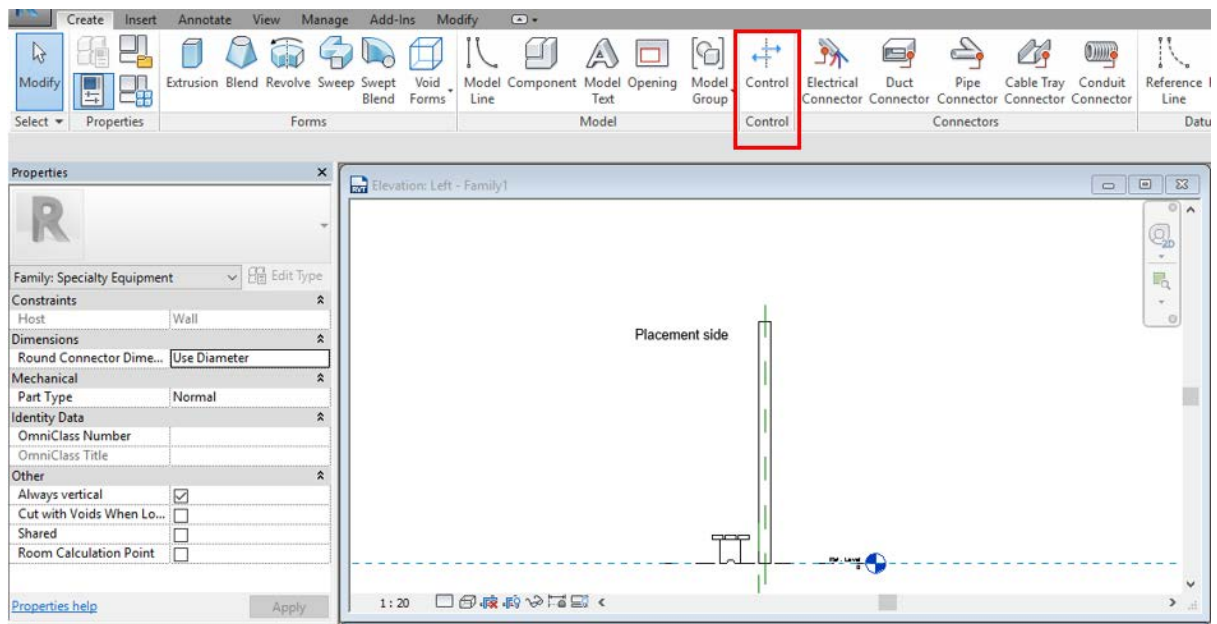 Create Insert Annotate View Manage Add-Ins Modify
Modify Extrusion Blend Revolve Sweep Swept Blend Void Forms Model Line Component Model Text Opening Model Group Control Electrical Connector Duct Connector Pipe Connector Cable Tray Connector Conduit Connector Reference Line
Select Properties Forms Model Control Connectors Datu
Properties
R
Family: Specialty Equipment Edit Type
Constraints
Host Wall
Dimensions
Round Connector Dime... Use Diameter
Mechanical
Part Type Normal
Identity Data
OmniClass Number
OmniClass Title
Other
Always vertical
Cut with Voids When Lo...
Shared
Room Calculation Point
Properties help Apply
RVT Elevation: Left - Family1
2D
Placement side
1 : 20